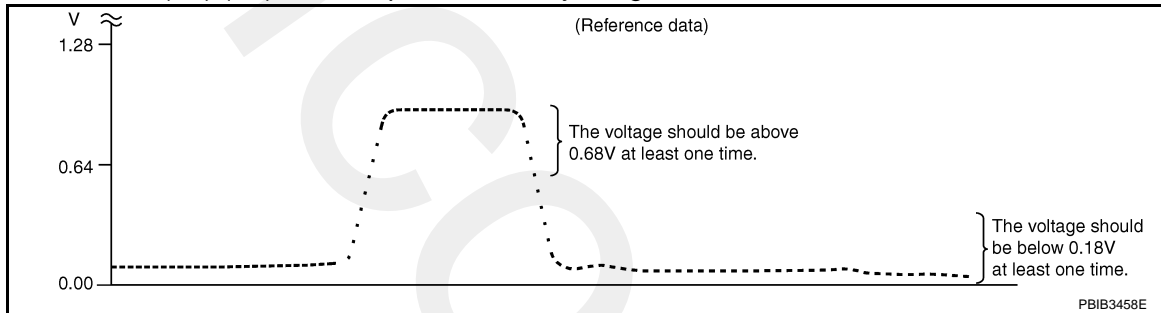 V
(Reference data)
1.28
The voltage should be above
0.68V at least one time.
0.64
The voltage should
be below 0.18V
at least one time.
0.00
PBIB3458E